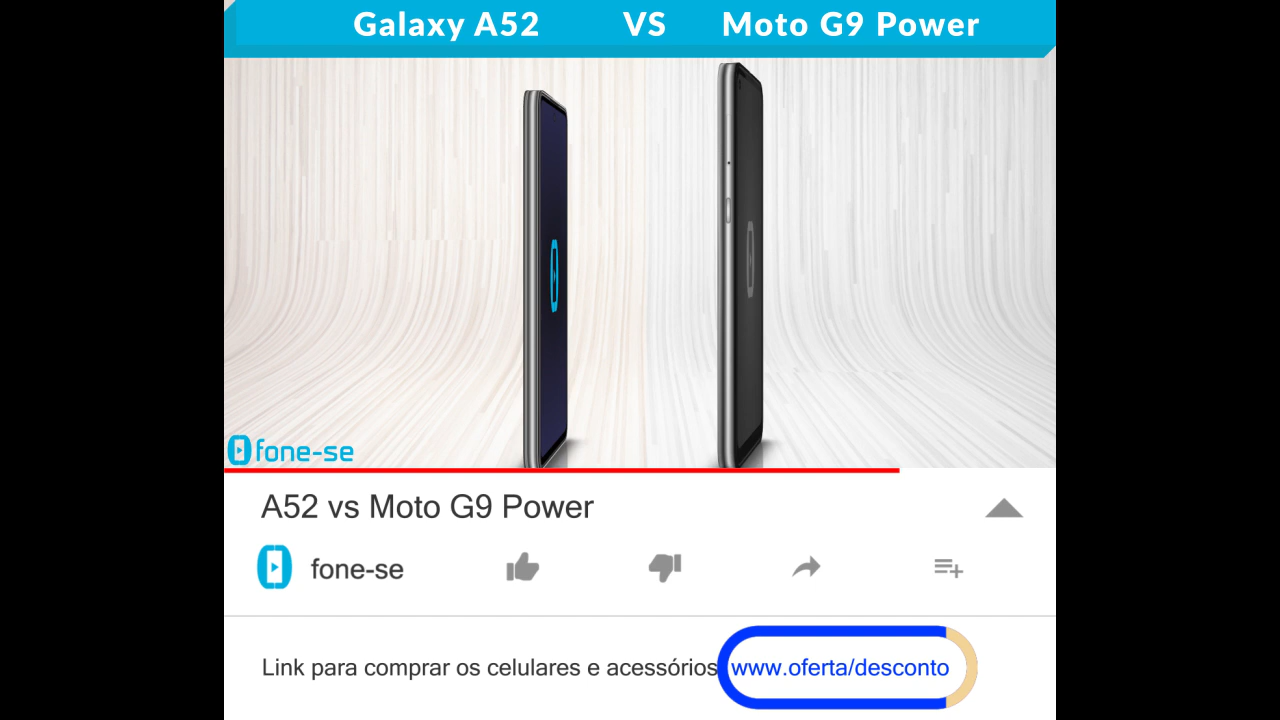 Galaxy A52 VS Moto G9 Power
fone-se
A52 vs Moto G9 Power
fone-se
Link para comprar os celulares e acessórios www.oferta/desconto